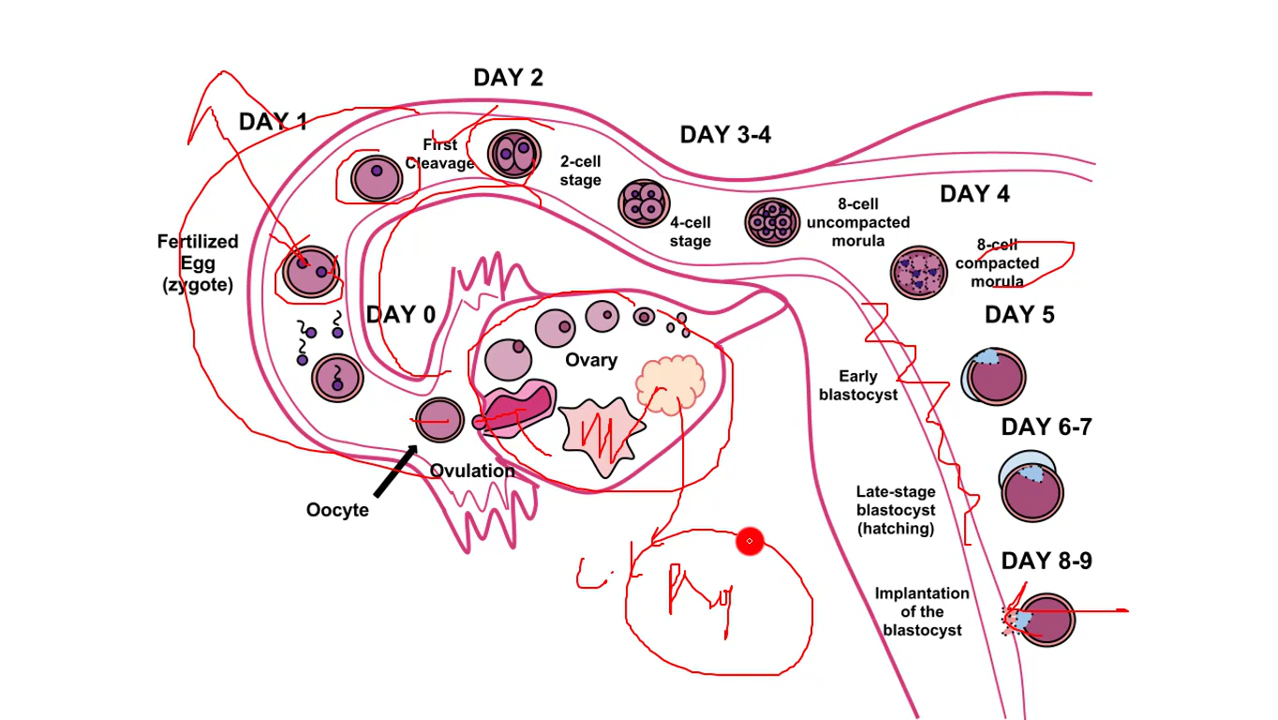 DAY 2
DAY 1
DAY 3-4
First
Cleavage
2-cell
stage
4-cell
stage
8-cell
uncompacted
morula
DAY 4
8-cell
compacted
morula
Fertilized
Egg
(zygote)
DAY 0
DAY 5
Ovary
Early
blastocyst
DAY 6-7
Ovulation
Oocyte
Late-stage
blastocyst
(hatching)
DAY 8-9
Implantation
of the
blastocyst